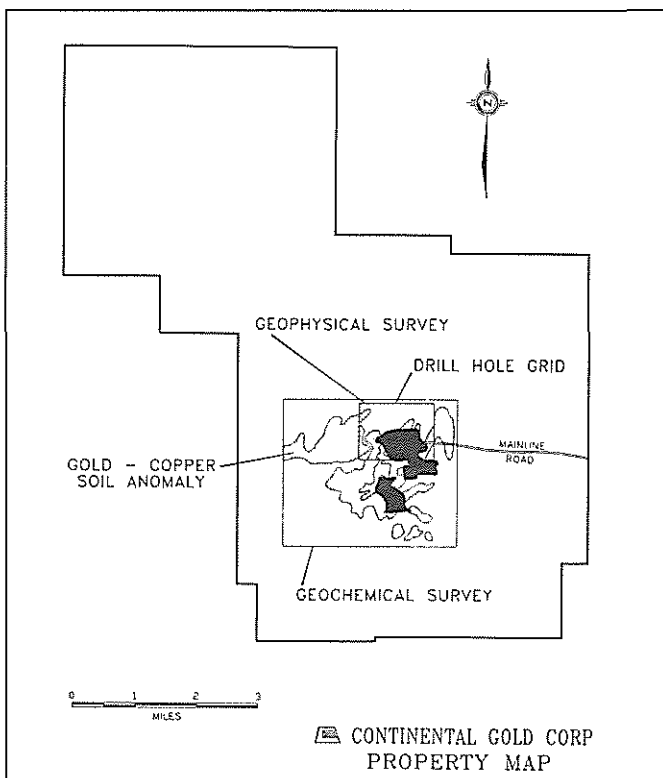 N
GEOPHYSICAL SURVEY
DRILL HOLE GRID
MAINLINE
ROAD
GOLD - COPPER
SOIL ANOMALY
GEOCHEMICAL SURVEY
0 1 2 3
MILES
CONTINENTAL GOLD CORP
PROPERTY MAP